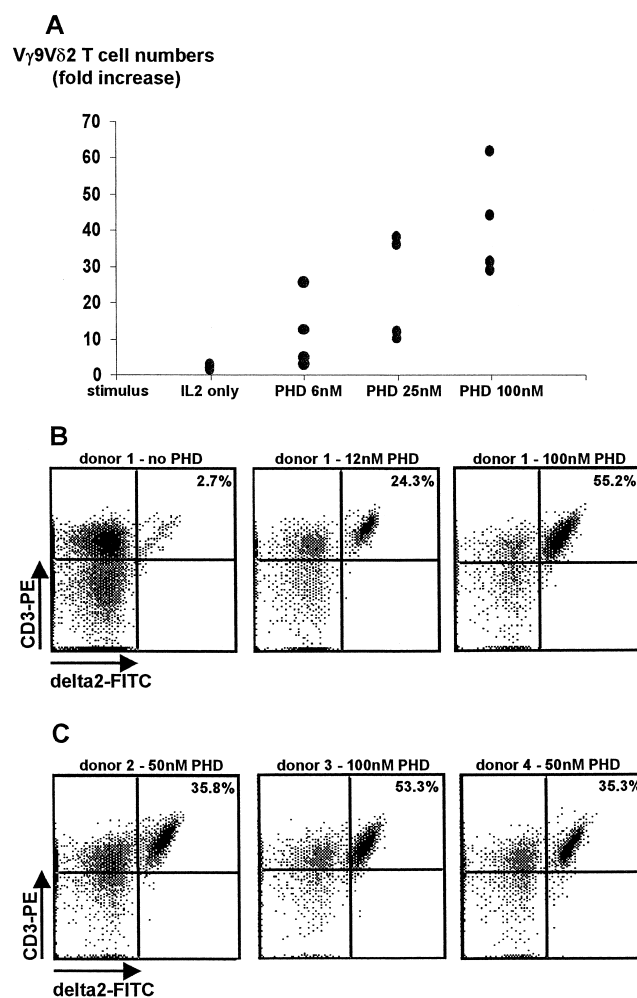 A
Vγ9Vδ2 T cell numbers
(fold increase)
70
60
50
40
30
20
10
0
stimulus IL2 only PHD 6nM PHD 25nM PHD 100nM
B
donor 1 - no PHD donor 1 - 12nM PHD donor 1 - 100nM PHD
2.7% 24.3% 55.2%
CD3-PE
delta2-FITC
C
donor 2 - 50nM PHD donor 3 - 100nM PHD donor 4 - 50nM PHD
35.8% 53.3% 35.3%
CD3-PE
delta2-FITC